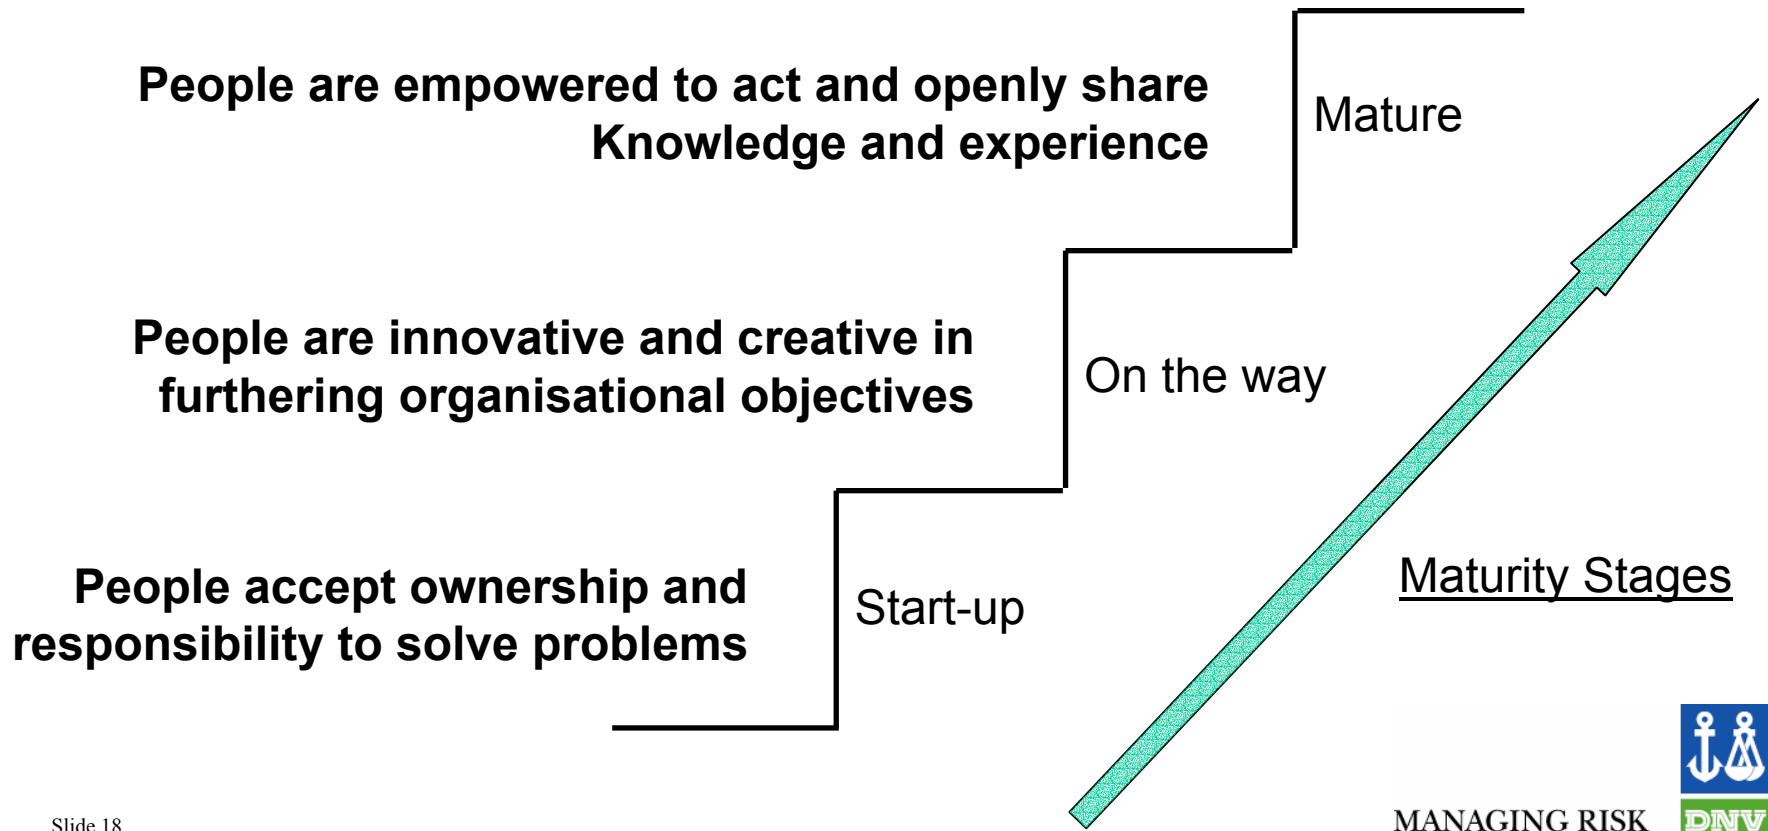 People are empowered to act and openly share
Knowledge and experience
Mature
People are innovative and creative in
furthering organisational objectives
On the way
People accept ownership and
responsibility to solve problems
Start-up
Maturity Stages
Slide 18
MANAGING RISK
DNV